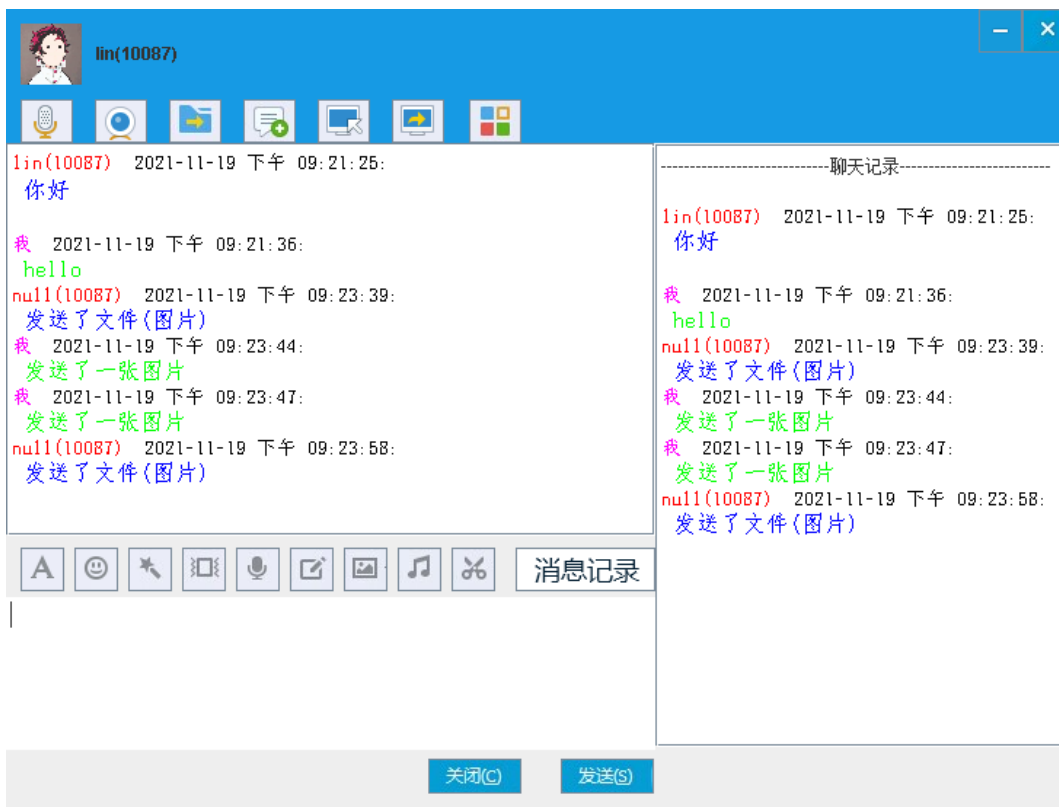 lin(10087)
lin(10087) 2021-11-19 下午 09:21:25:
你好
我 2021-11-19 下午 09:21:36:
hello
null(10087) 2021-11-19 下午 09:23:39:
发送了文件(图片)
我 2021-11-19 下午 09:23:44:
发送了一张图片
我 2021-11-19 下午 09:23:47:
发送了一张图片
null(10087) 2021-11-19 下午 09:23:58:
发送了文件(图片)
A
消息记录
----------------------------聊天记录-------------------------
lin(10087) 2021-11-19 下午 09:21:25:
你好
我 2021-11-19 下午 09:21:36:
hello
null(10087) 2021-11-19 下午 09:23:39:
发送了文件(图片)
我 2021-11-19 下午 09:23:44:
发送了一张图片
我 2021-11-19 下午 09:23:47:
发送了一张图片
null(10087) 2021-11-19 下午 09:23:58:
发送了文件(图片)
关闭(C)
发送(S)